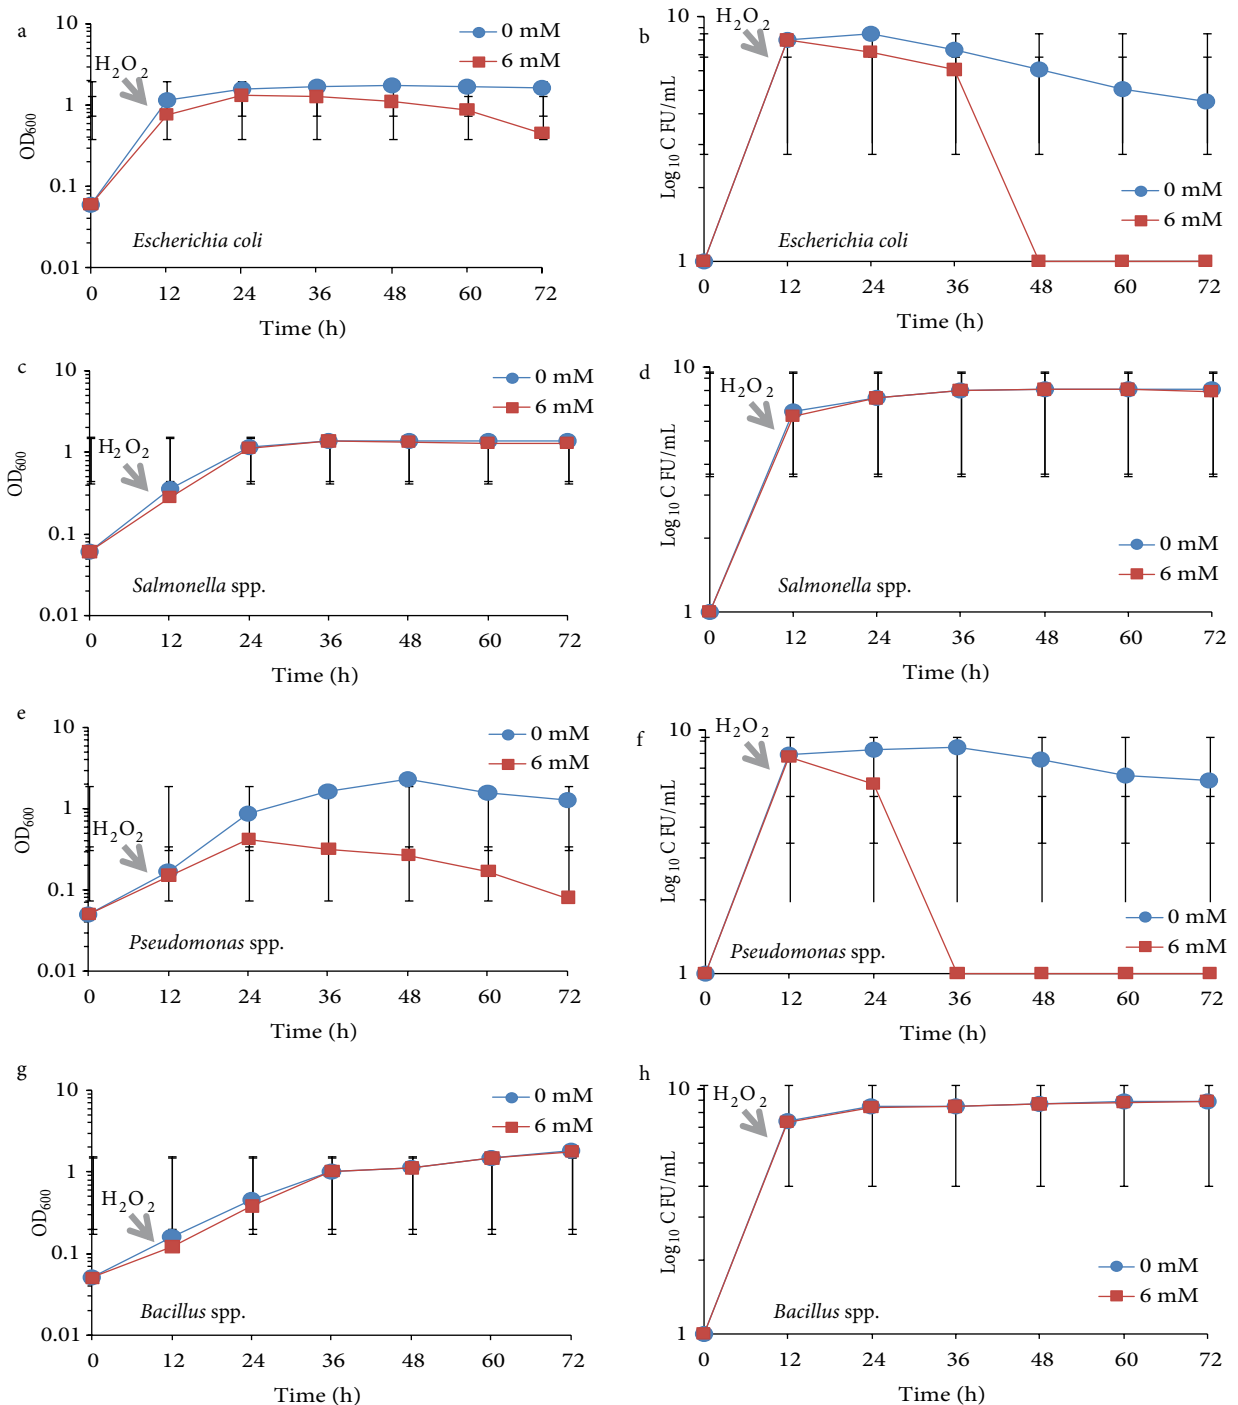 a
10
1
0.1
0.01
OD600
H2O2
0 mM
6 mM
Escherichia coli
0 12 24 36 48 60 72
Time (h)
b
10
1
Log10 C FU/mL
H2O2
0 mM
6 mM
Escherichia coli
0 12 24 36 48 60 72
Time (h)
c
10
1
0.1
0.01
OD600
H2O2
0 mM
6 mM
Salmonella spp.
0 12 24 36 48 60 72
Time (h)
d
10
1
Log10 C FU/mL
H2O2
0 mM
6 mM
Salmonella spp.
0 12 24 36 48 60 72
Time (h)
e
10
1
0.1
0.01
OD600
H2O2
0 mM
6 mM
Pseudomonas spp.
0 12 24 36 48 60 72
Time (h)
f
10
1
Log10 C FU/mL
H2O2
0 mM
6 mM
Pseudomonas spp.
0 12 24 36 48 60 72
Time (h)
g
10
1
0.1
0.01
OD600
H2O2
0 mM
6 mM
Bacillus spp.
0 12 24 36 48 60 72
Time (h)
h
10
1
Log10 C FU/mL
H2O2
0 mM
6 mM
Bacillus spp.
0 12 24 36 48 60 72
Time (h)